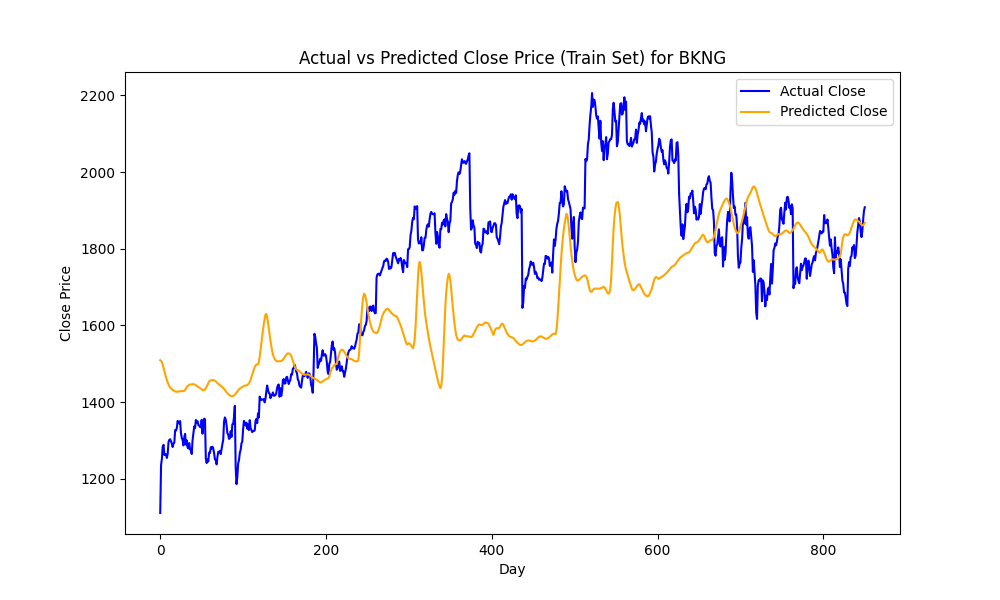 Actual vs Predicted Close Price (Train Set) for BKNG
Actual Close
Predicted Close
Close Price
2200
2000
1800
1600
1400
1200
0 200 400 600 800
Day